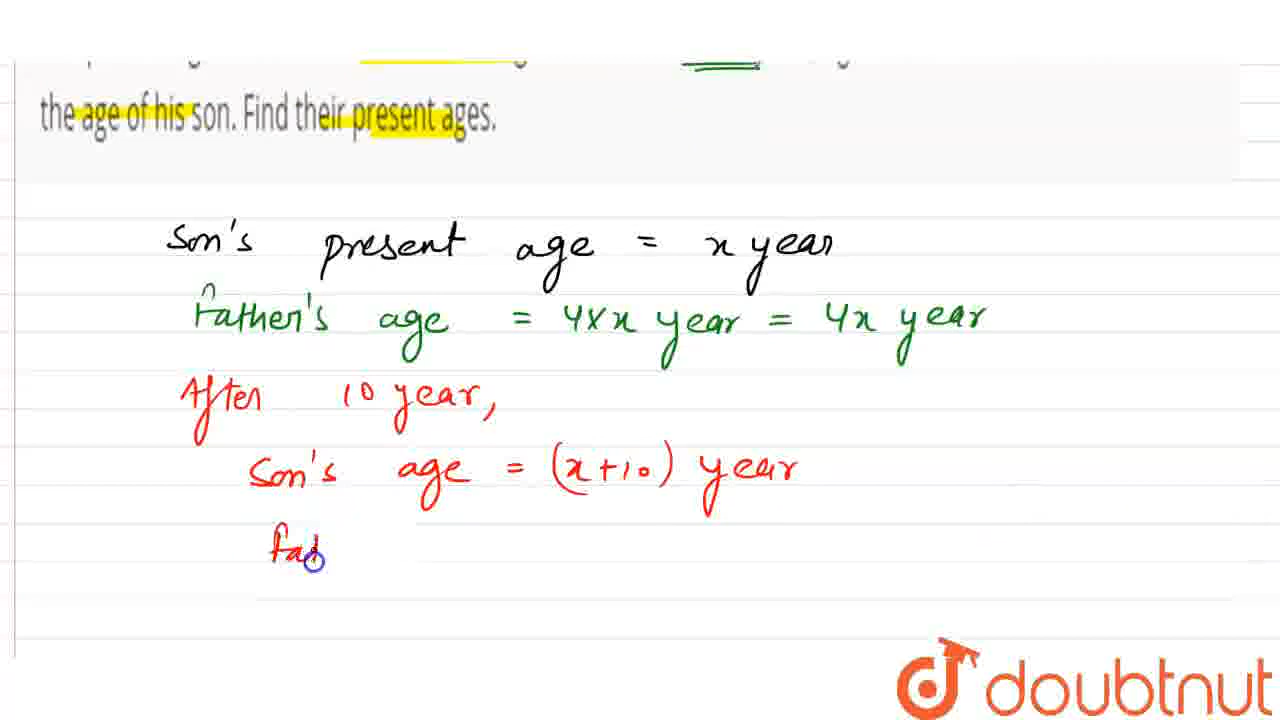 the age of his son. Find their present ages.
Son's present age = x year
Father's age = 4×x year = 4x year
After 10 year,
Son's age = (x+10) year
fat
doubtnut